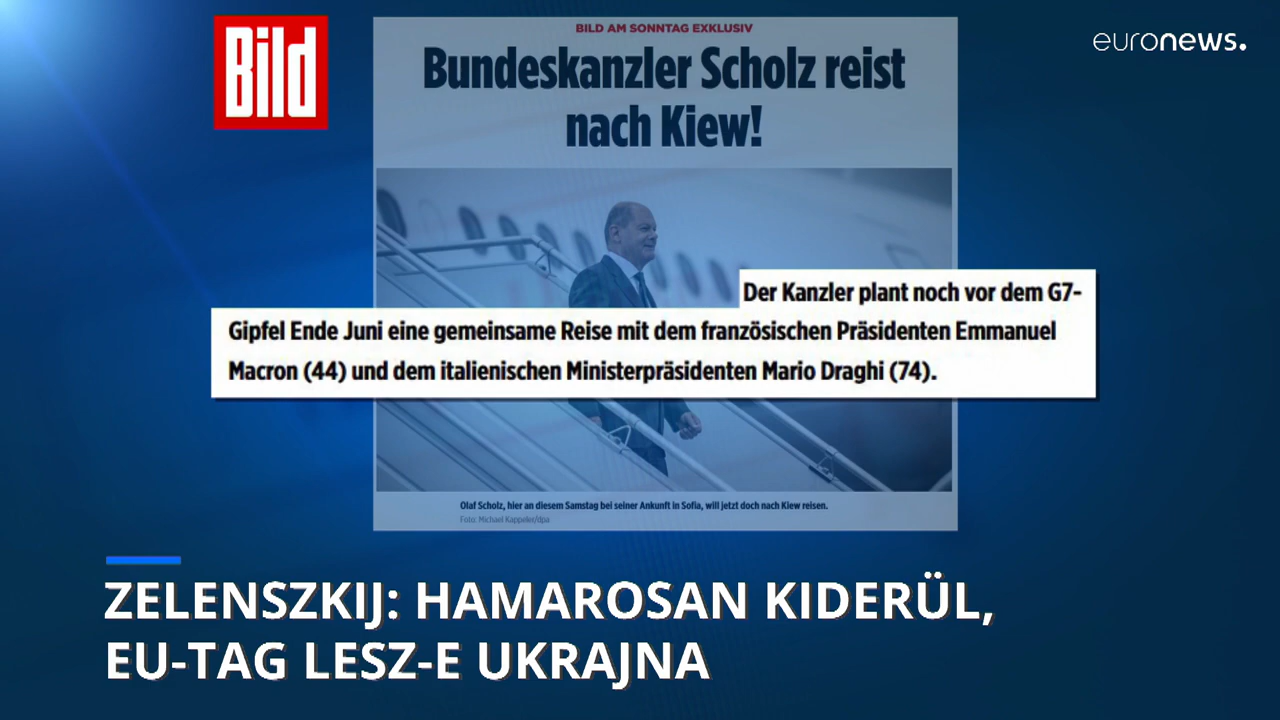 Bild
BILD AM SONNTAG EXKLUSIV
euronews.
Bundeskanzler Scholz reist
nach Kiew!
Der Kanzler plant noch vor dem G7-
Gipfel Ende Juni eine gemeinsame Reise mit dem französischen Präsidenten Emmanuel
Macron (44) und dem italienischen Ministerpräsidenten Mario Draghi (74).
Olaf Scholz, hier an diesem Samstag bei seiner Ankunft in Sofia, will jetzt doch nach Kiew reisen.
Foto: Michael Kappeler/dpa
ZELENSZKIJ: HAMAROSAN KIDERÜL,
EU-TAG LESZ-E UKRAJNA